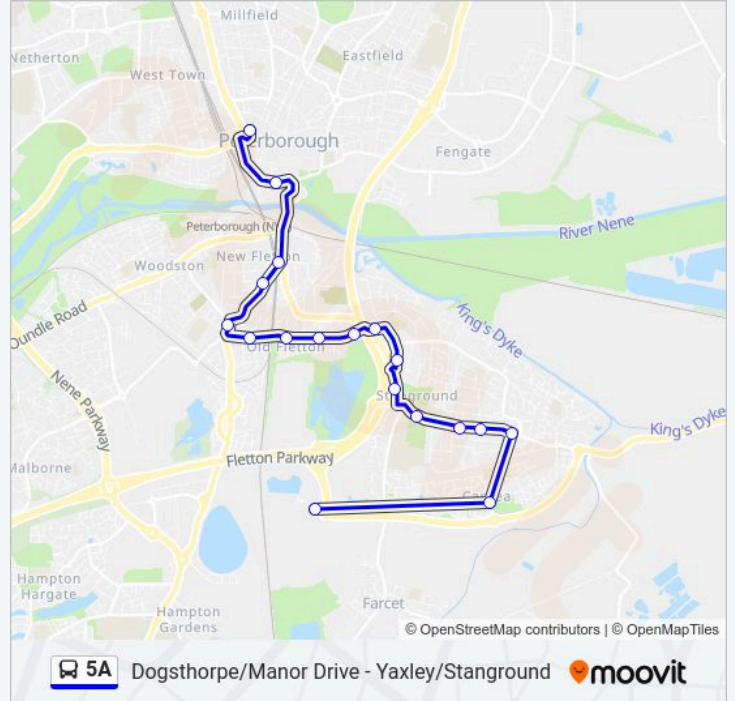 Millfield
Netherton
Eastfield
West Town
Peterborough
Fengate
River Nene
Peterborough (N
New Fletton
Woodston
King's Dyke
Oundle Road
Old Fletton
Nene Parkway
Stanground
King's Dyke
Fletton Parkway
Malborne
Cardea
Hampton
Hargate
Farcet
Hampton
Gardens
© OpenStreetMap contributors | © OpenMapTiles
5A Dogsthorpe/Manor Drive - Yaxley/Stanground moovit